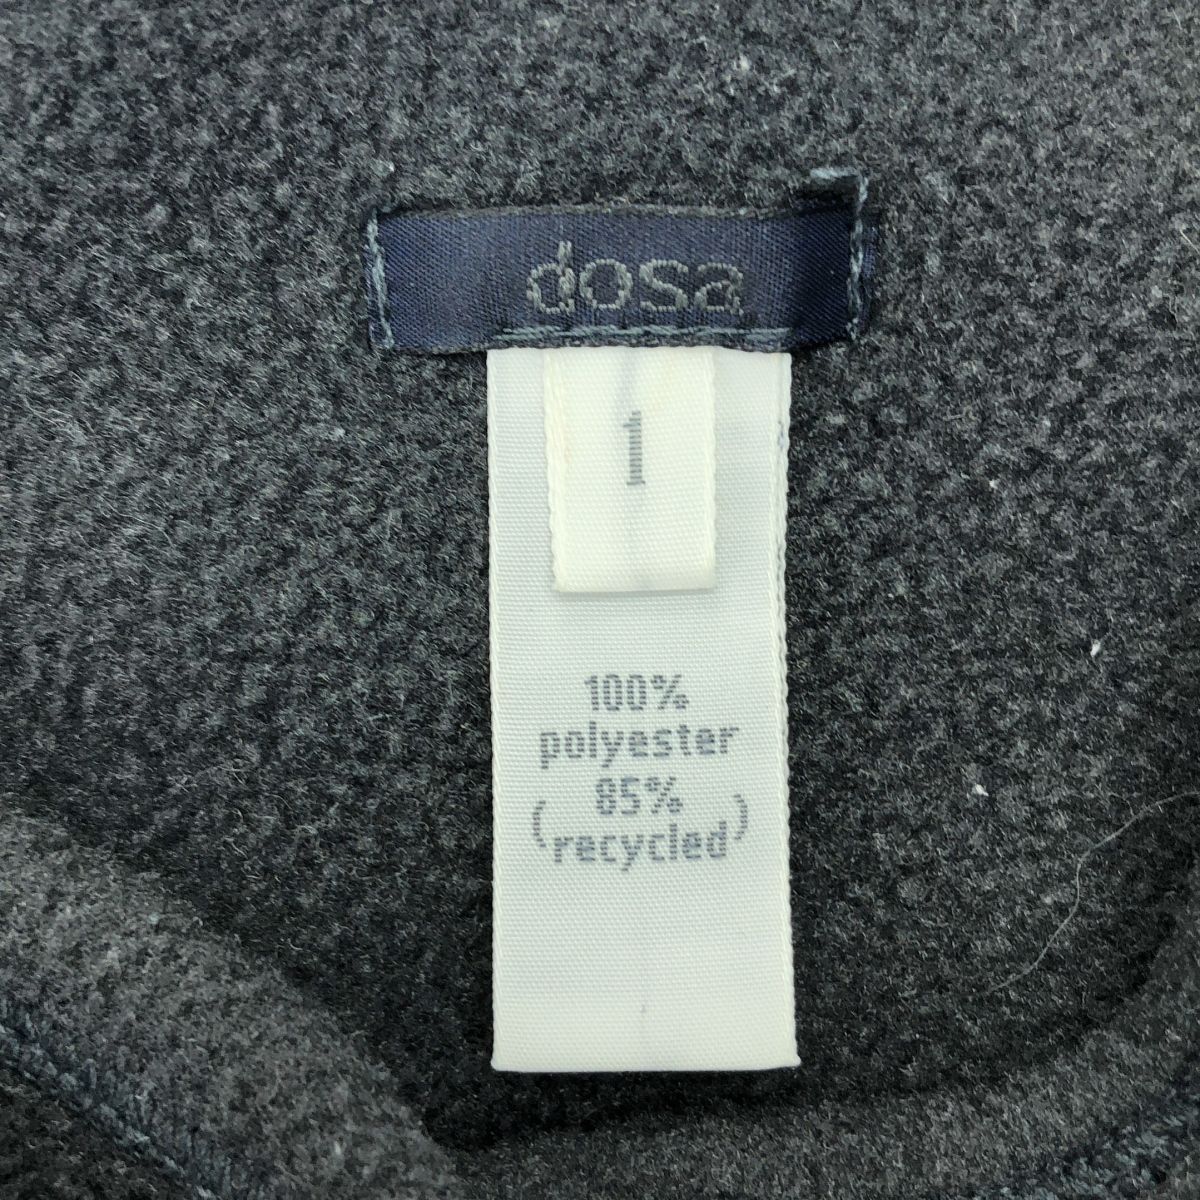 dosa
1
100%
polyester
( 85%
recycled )